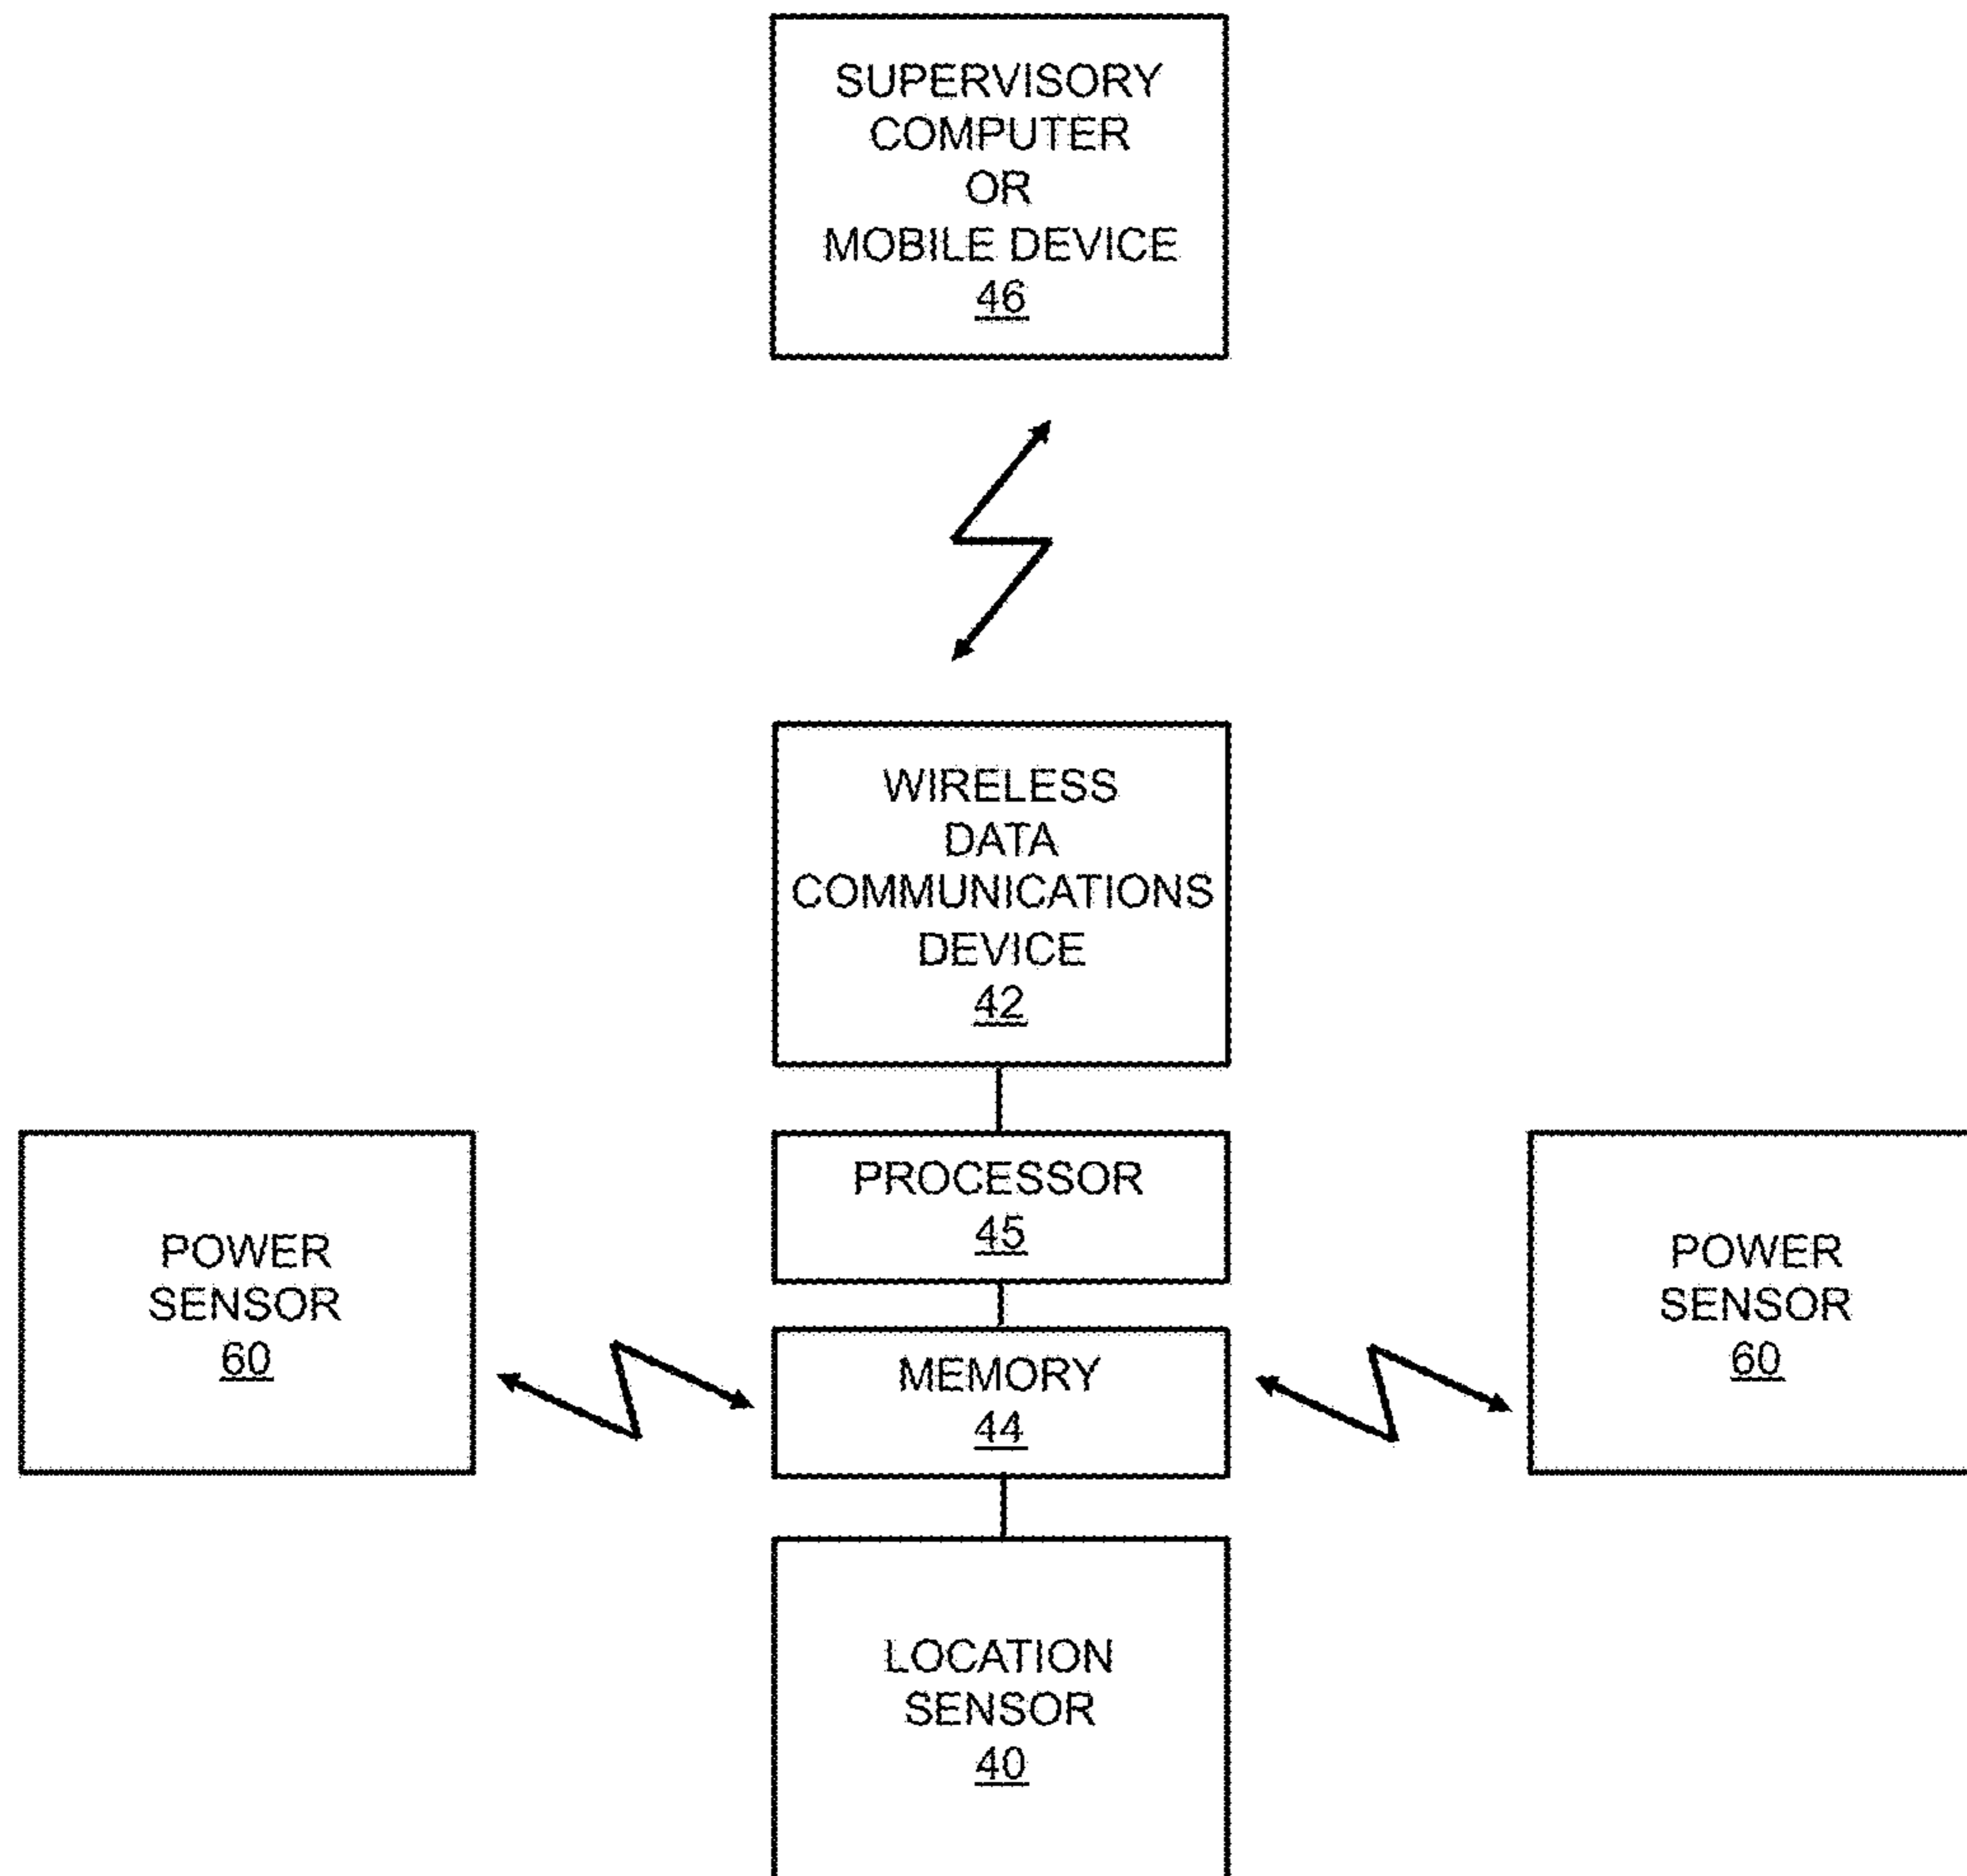 SUPERVISORY
COMPUTER
OR
MOBILE DEVICE
46
WIRELESS
DATA
COMMUNICATIONS
DEVICE
42
PROCESSOR
45
POWER
SENSOR
60
MEMORY
44
POWER
SENSOR
60
LOCATION
SENSOR
40